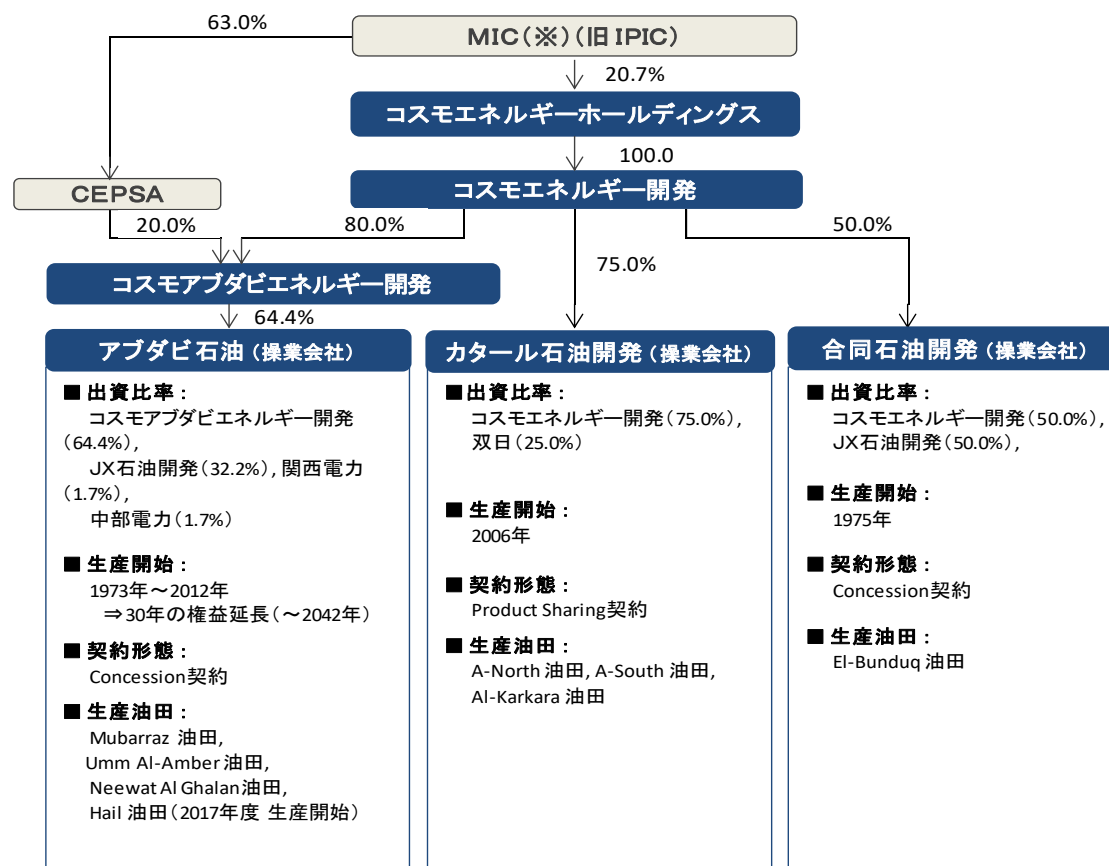 63.0%
MIC(※)(旧 IPIC)
20.7%
コスモエネルギーホールディングス
100.0
CEPSA
コスモエネルギー開発
20.0%
80.0%
50.0%
75.0%
コスモアブダビエネルギー開発
64.4%
アブダビ石油（操業会社）
■ 出資比率：
コスモアブダビエネルギー開発
(64.4%),
JX石油開発(32.2%), 関西電力
(1.7%),
中部電力(1.7%)
■ 生産開始：
1973年～2012年
⇒30年の権益延長(～2042年)
■ 契約形態：
Concession契約
■ 生産油田：
Mubarraz 油田,
Umm Al-Amber 油田,
Neewat Al Ghalan油田,
Hail 油田(2017年度 生産開始)
カタール石油開発（操業会社）
■ 出資比率：
コスモエネルギー開発(75.0%),
双日(25.0%)
■ 生産開始：
2006年
■ 契約形態：
Product Sharing契約
■ 生産油田：
A-North 油田, A-South 油田,
Al-Karkara 油田
合同石油開発（操業会社）
■ 出資比率：
コスモエネルギー開発(50.0%),
JX石油開発(50.0%),
■ 生産開始：
1975年
■ 契約形態：
Concession契約
■ 生産油田：
El-Bunduq 油田